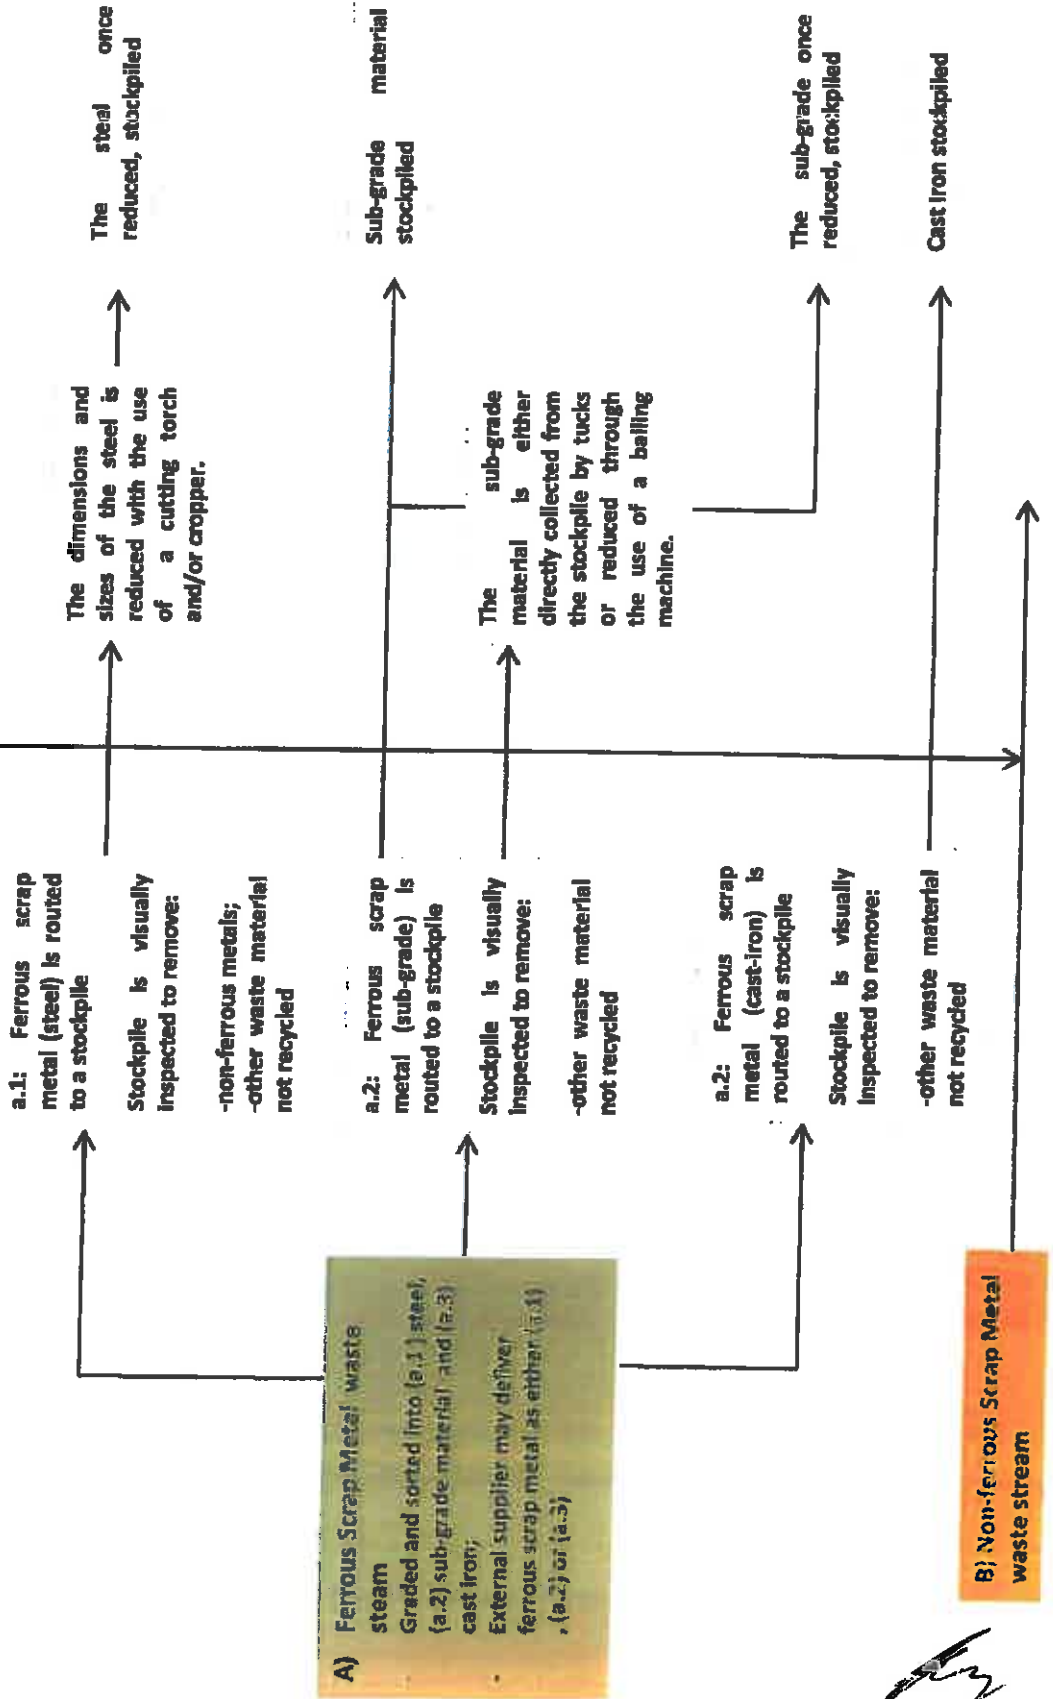 A) Ferrous Scrap Metal waste
steam
Graded and sorted into (a.1) steel,
(a.2) sub-grade material and (a.3)
cast iron;
External supplier may deliver
ferrous scrap metal as either (a.1)
, (a.2) or (a.3)
a.1: Ferrous scrap
metal (steel) is routed
to a stockpile
Stockpile is visually
inspected to remove:
-non-ferrous metals;
-other waste material
not recycled
The dimensions and
sizes of the steel is
reduced with the use
of a cutting torch
and/or cropper.
The steel once
reduced, stockpiled
a.2: Ferrous scrap
metal (sub-grade) is
routed to a stockpile
Stockpile is visually
inspected to remove:
-other waste material
not recycled
Sub-grade material
stockpiled
The sub-grade
material is either
directly collected from
the stockpile by tucks
or reduced through
the use of a bailing
machine.
The sub-grade once
reduced, stockpiled
a.2: Ferrous scrap
metal (cast-iron) is
routed to a stockpile
Stockpile is visually
inspected to remove:
-other waste material
not recycled
Cast iron stockpiled
B) Non-ferrous Scrap Metal
waste stream